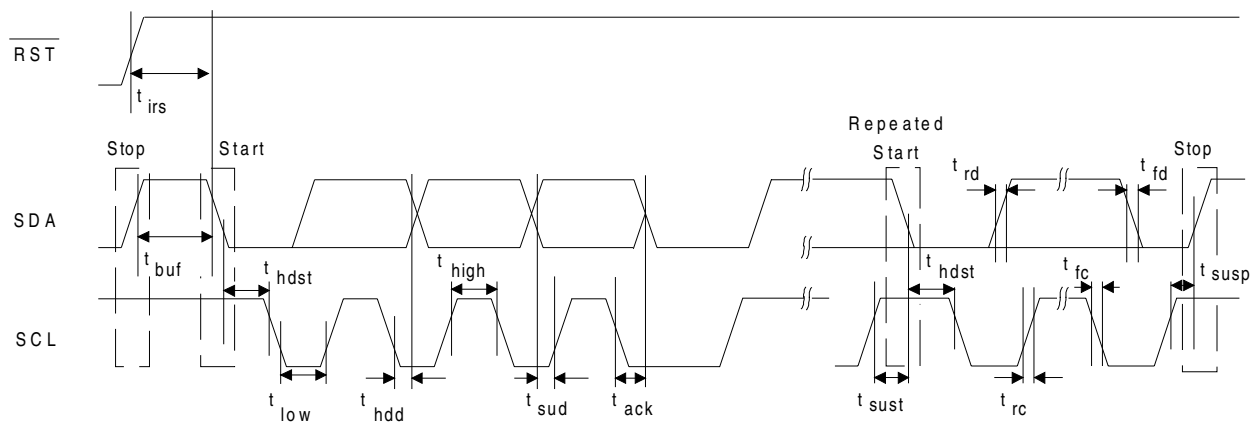 RST
t irs
Repeated
Stop
Start
Start
Stop
t rd
t fd
SDA
t buf
t hdst
t high
t hdst
t fc
t susp
SCL
t low
t hdd
t sud
t ack
t sust
t rc